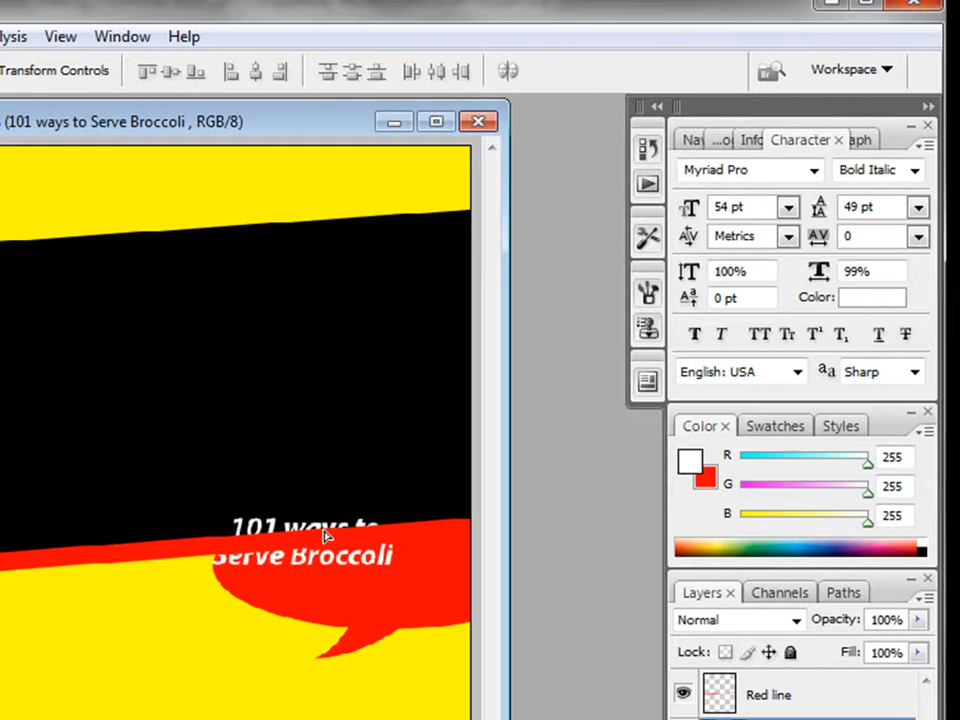 lysis View Window Help
Transform Controls
Workspace
(101 ways to Serve Broccoli , RGB/8)
Nav ...o Info Character × aph
Myriad Pro Bold Italic
54 pt 49 pt
Metrics 0
100% 99%
0 pt Color:
T T TT Tr T¹ T₁ T T
English: USA aa Sharp
Color × Swatches Styles
R 255
G 255
B 255
101 ways to
Serve Broccoli
Layers × Channels Paths
Normal Opacity: 100%
Lock: Fill: 100%
Red line